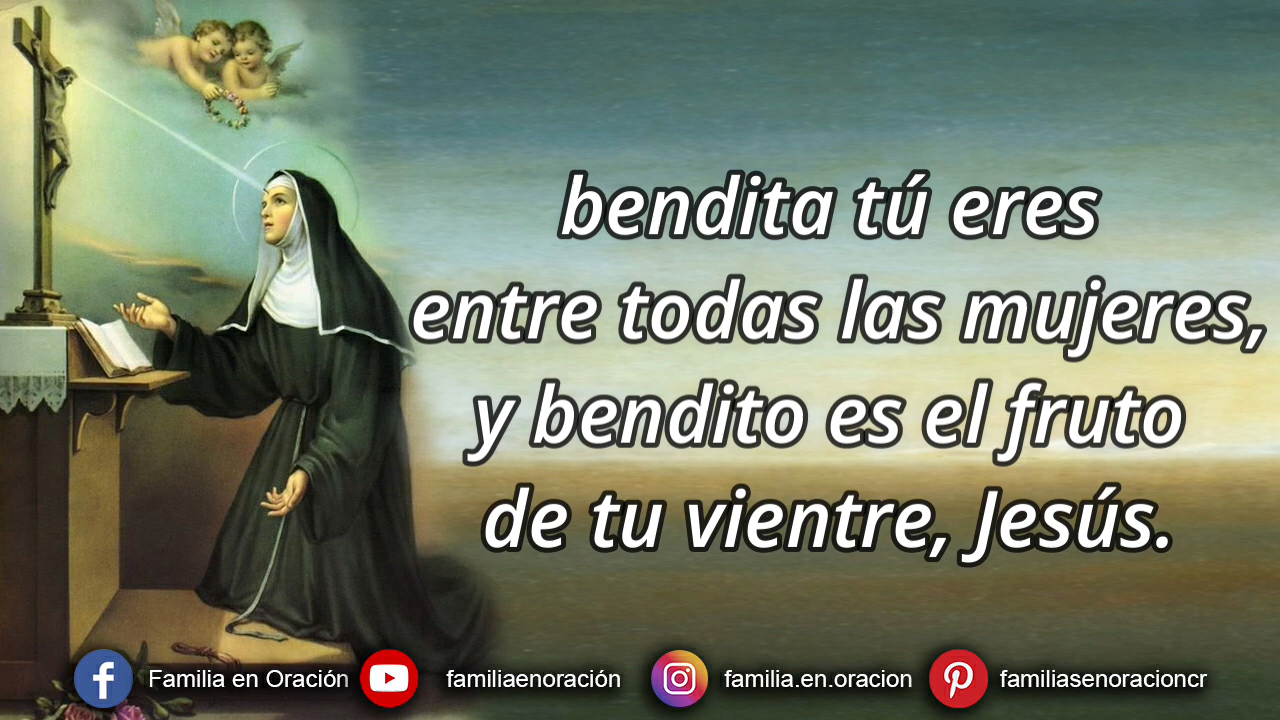 bendita tú eres
entre todas las mujeres,
y bendito es el fruto
de tu vientre, Jesús.
Familia en Oración familiaenoración familia.en.oracion familiasenoracioncr